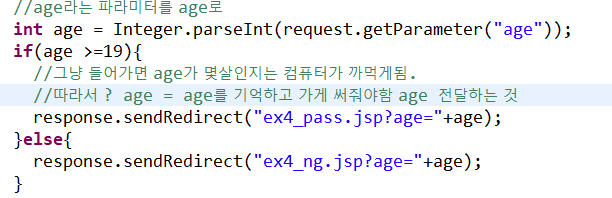 //age라는 파라미터를 age로
int age = Integer.parseInt(request.getParameter("age"));
if(age >=19){
//그냥 들어가면 age가 몇살인지는 컴퓨터가 까먹게됨.
//따라서 ? age = age를 기억하고 가게 써줘야함 age 전달하는 것
response.sendRedirect("ex4_pass.jsp?age="+age);
}else{
response.sendRedirect("ex4_ng.jsp?age="+age);
}